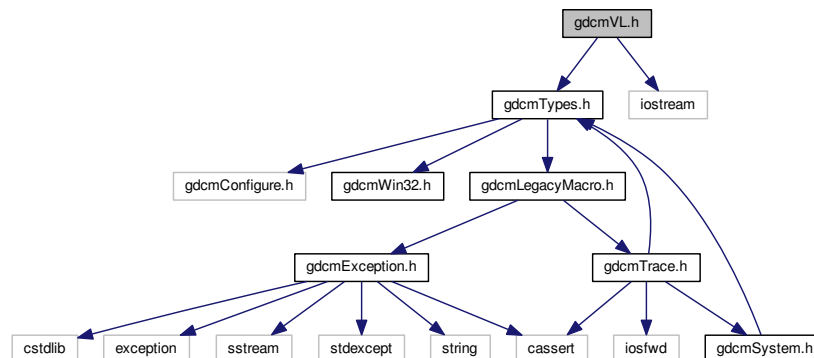 gdcmVL.h
gdcmTypes.h
iostream
gdcmConfigure.h
gdcmWin32.h
gdcmLegacyMacro.h
gdcmException.h
gdcmTrace.h
cstdlib
exception
sstream
stdexcept
string
cassert
iosfwd
gdcmSystem.h